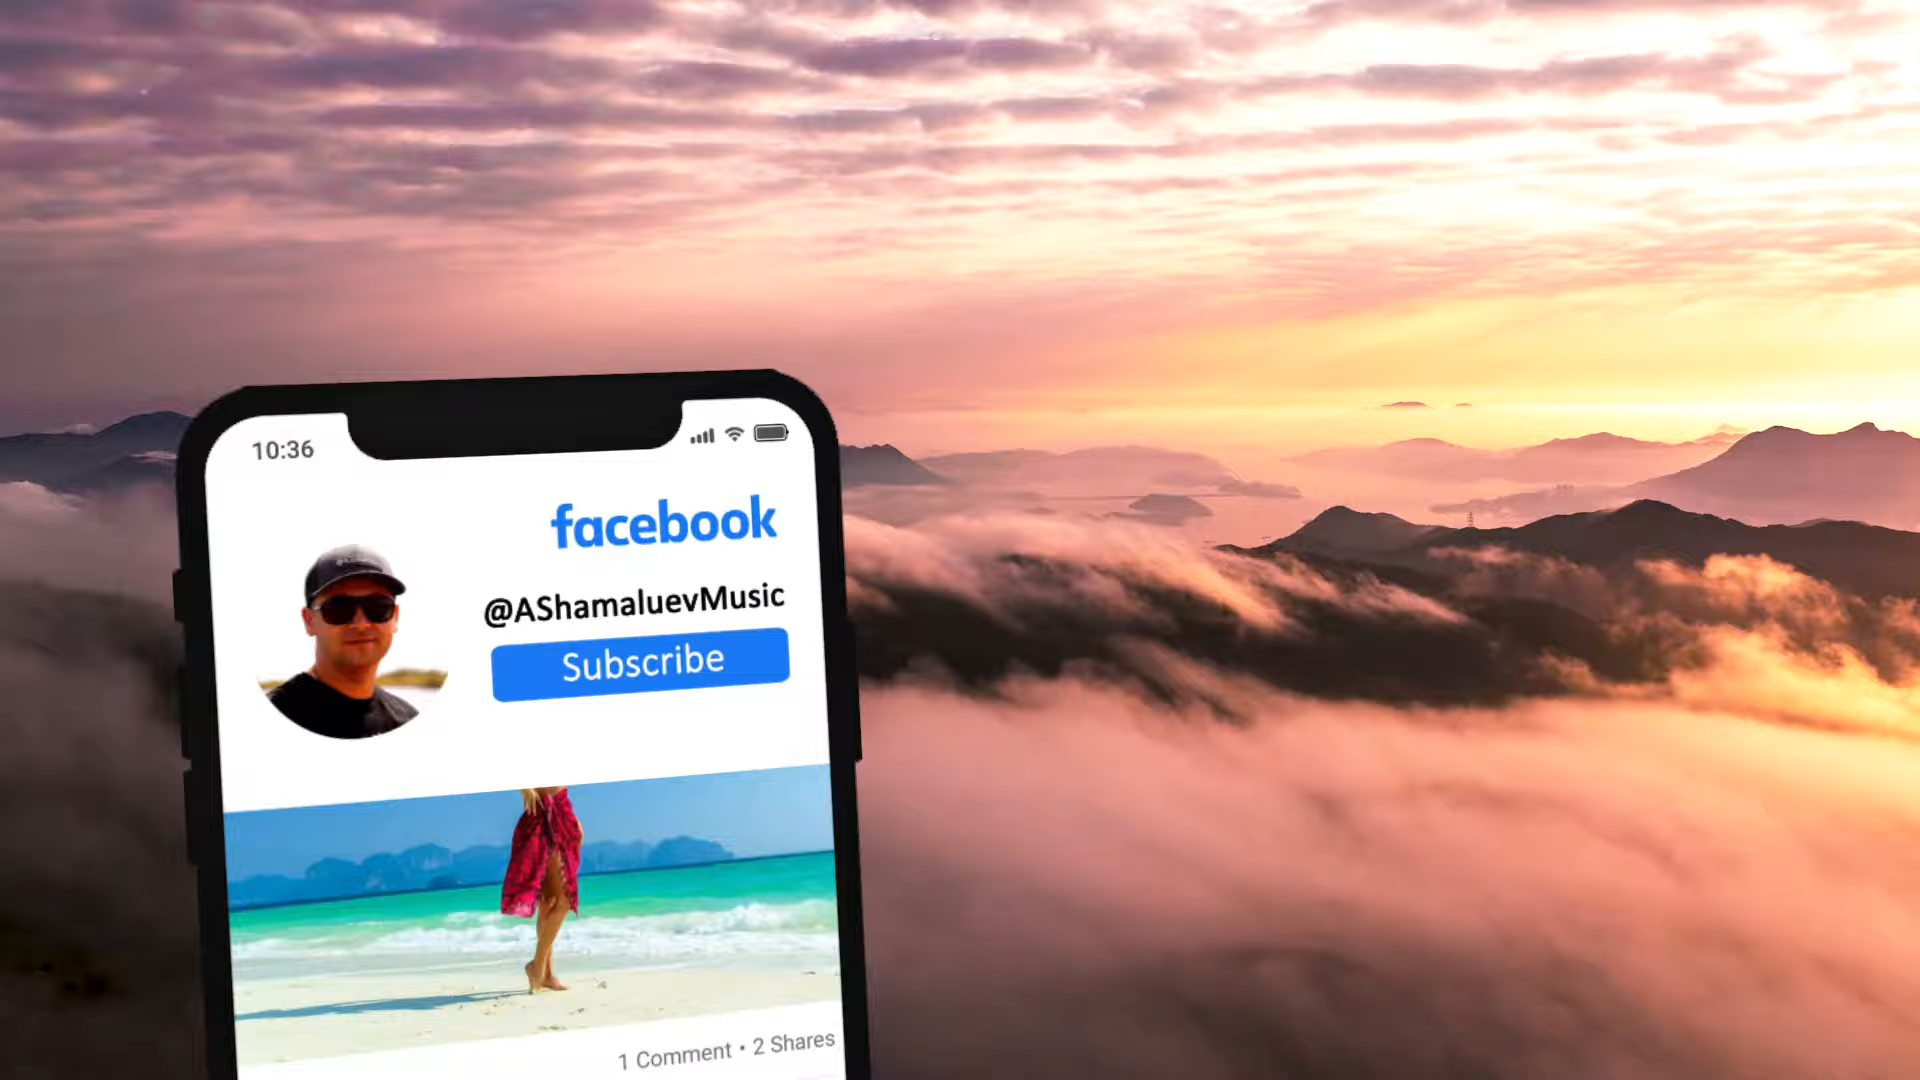 10:36
facebook
@AShamaluevMusic
Subscribe
1 Comment • 2 Shares